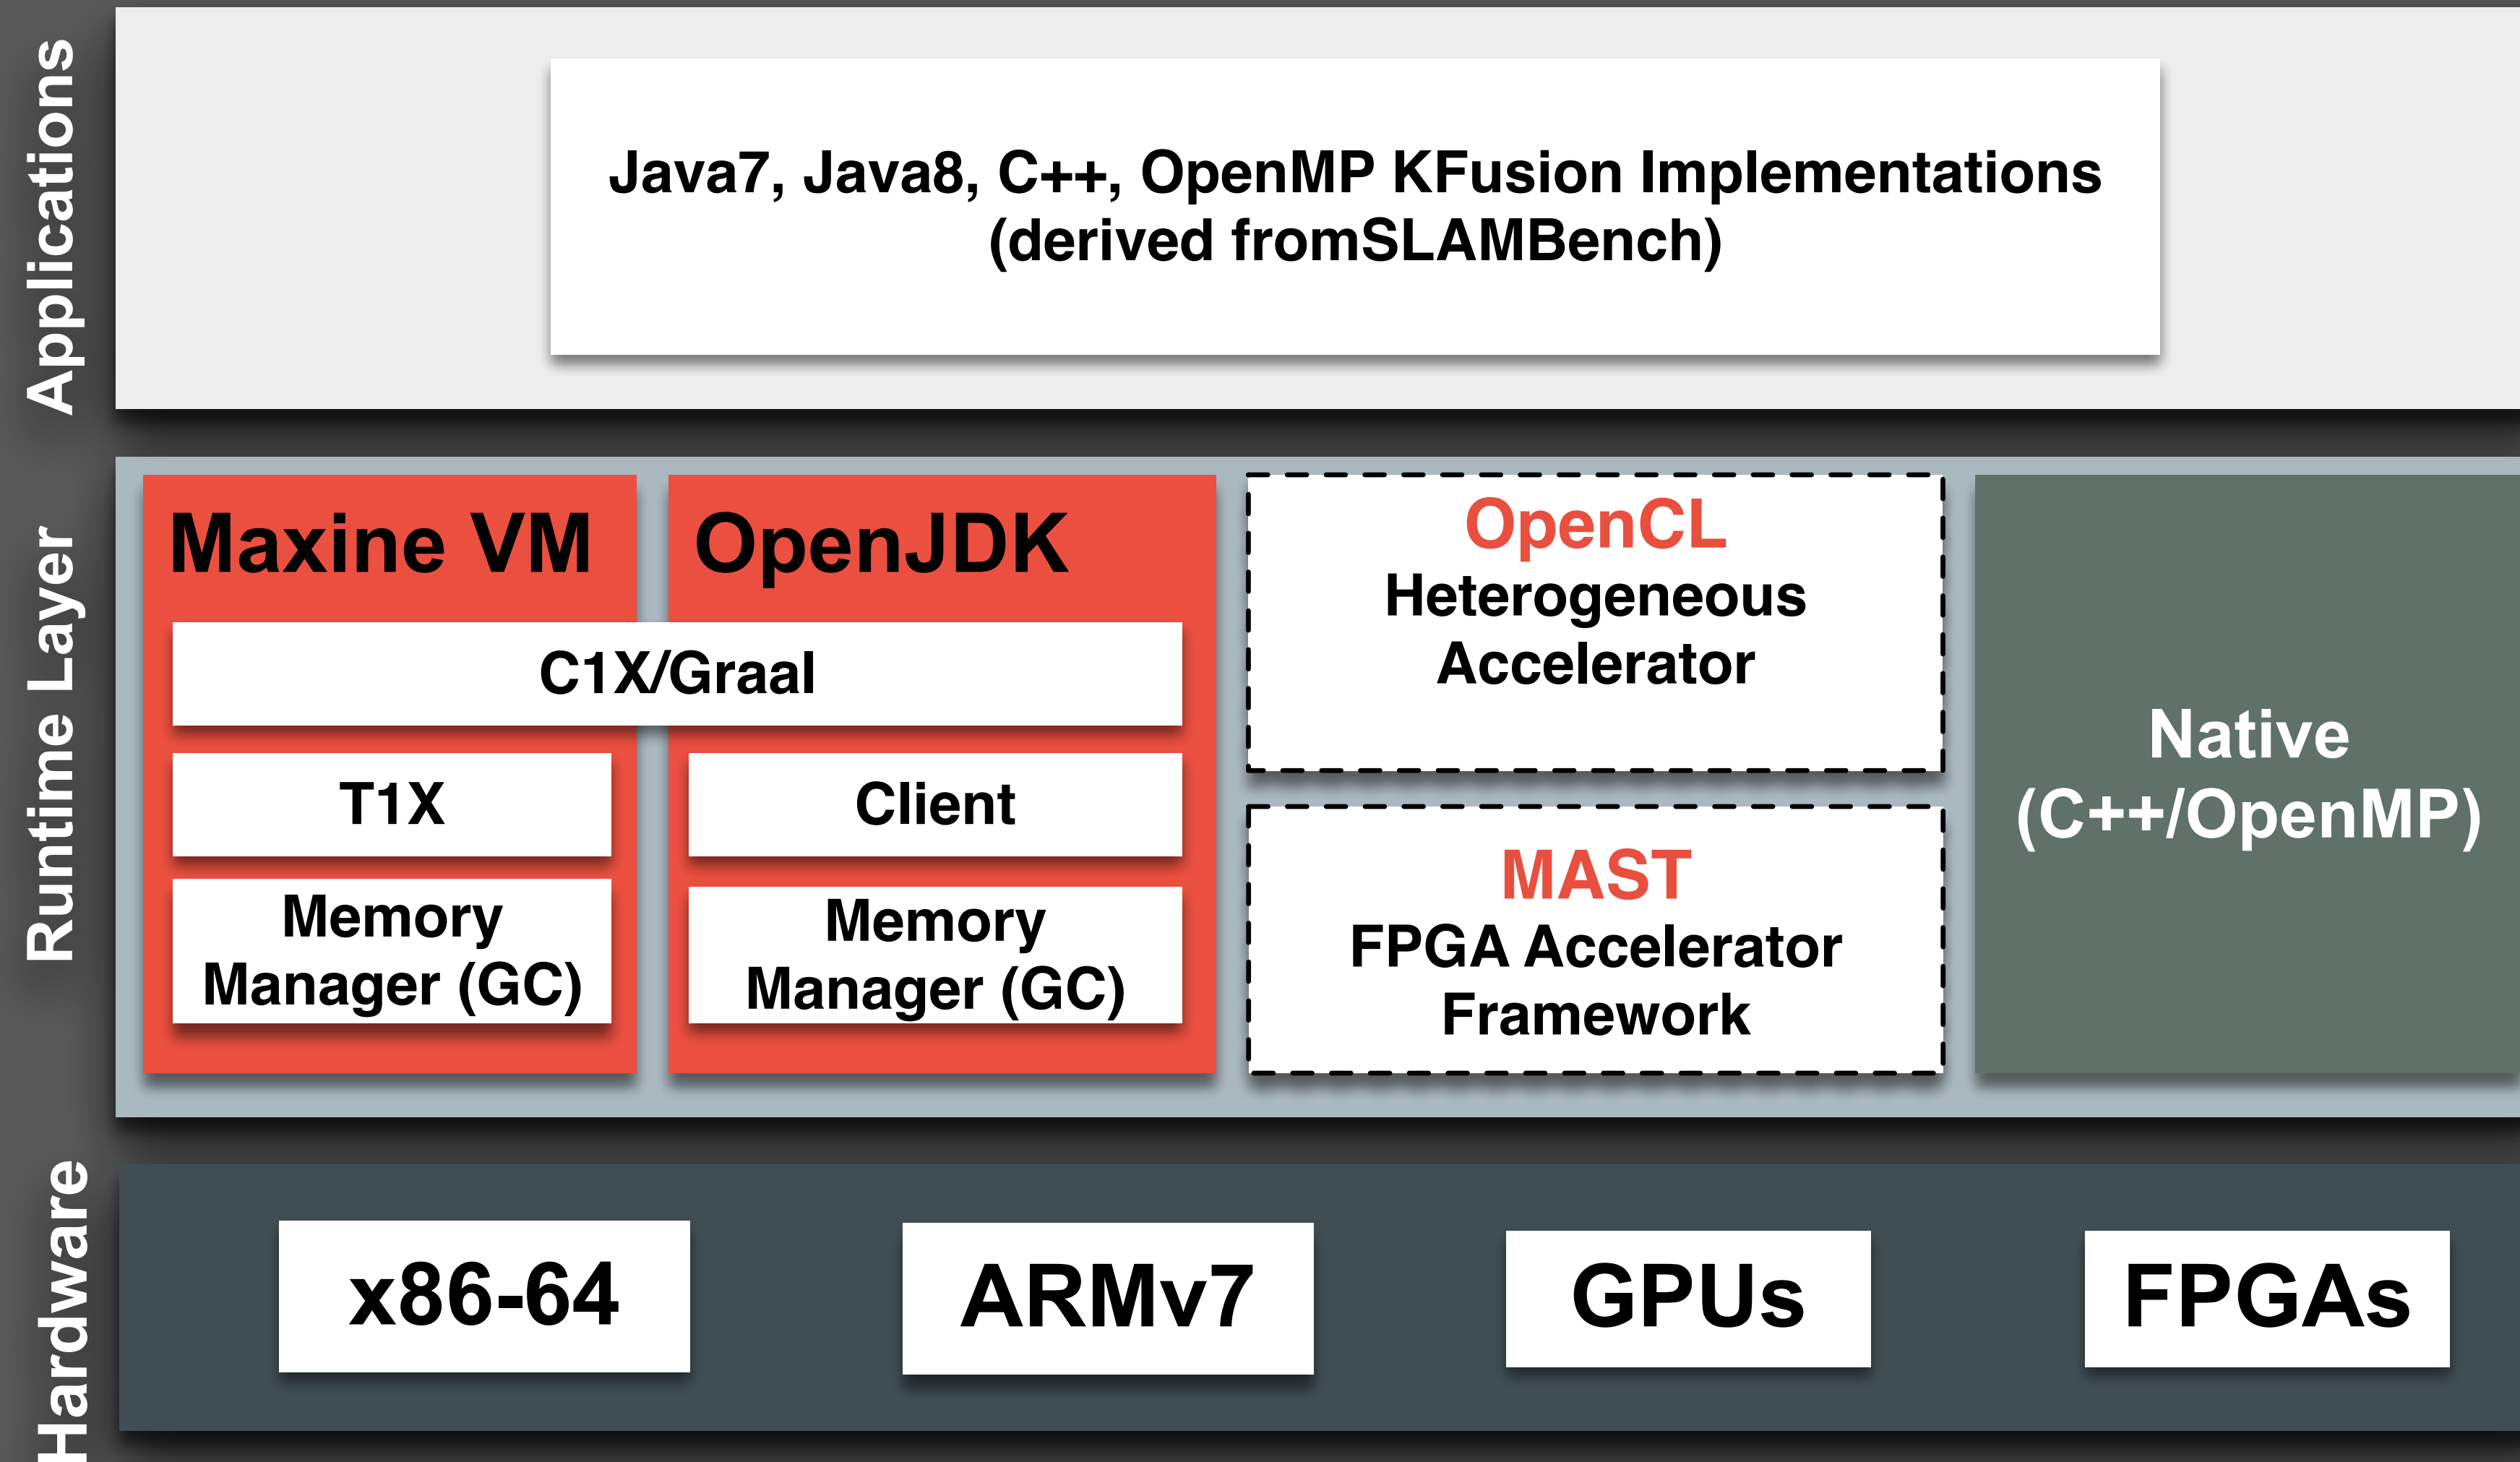 Applications
Java7, Java8, C++, OpenMP KFusion Implementations
(derived fromSLAMBench)
Runtime Layer
Maxine VM
OpenJDK
C1X/Graal
T1X
Client
Memory
Manager (GC)
Memory
Manager (GC)
OpenCL
Heterogeneous
Accelerator
MAST
FPGA Accelerator
Framework
Native
(C++/OpenMP)
Hardware
x86-64
ARMv7
GPUs
FPGAs